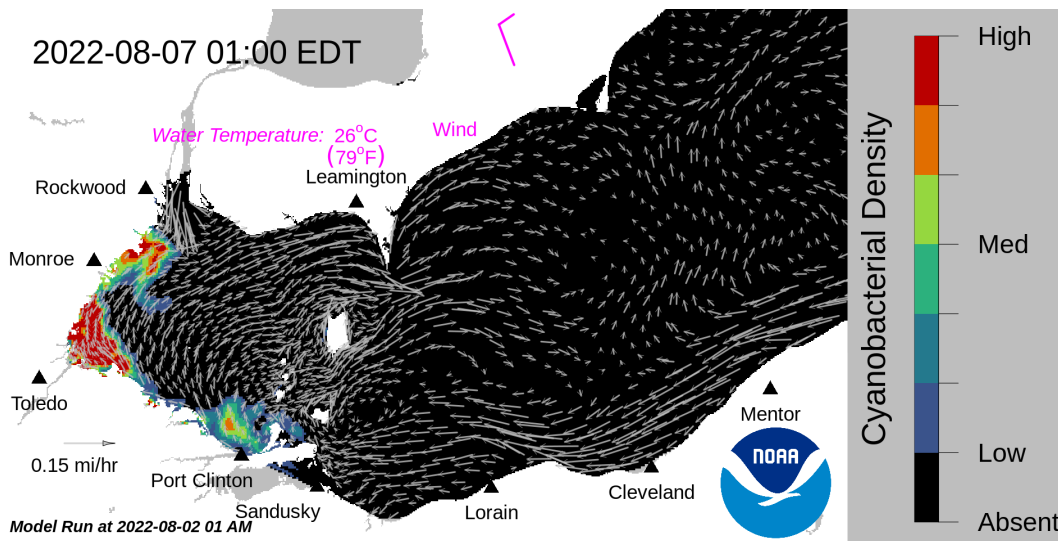 2022-08-07 01:00 EDT
Water Temperature: 26°C
(79°F)
Wind
Leamington
Rockwood
Monroe
Toledo
0.15 mi/hr
Port Clinton
Sandusky
Lorain
Cleveland
Mentor
NOAA
Model Run at 2022-08-02 01 AM
Cyanobacterial Density
High
Med
Low
Absent